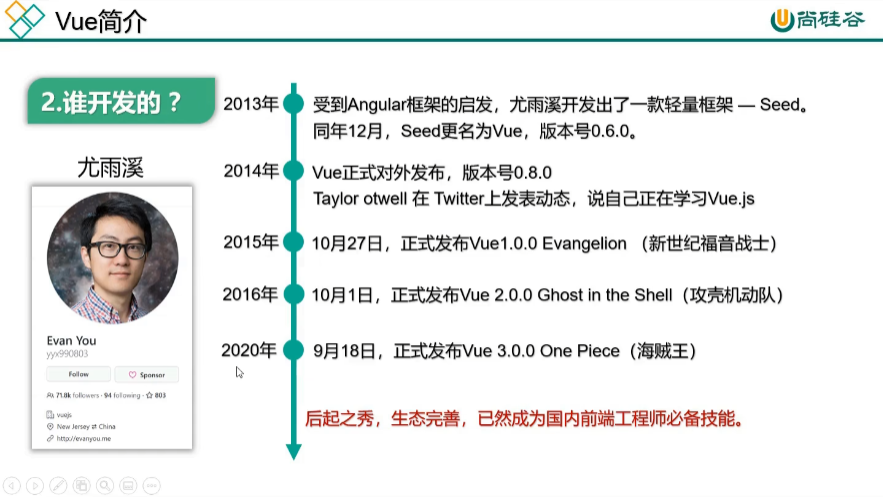 Vue简介
尚硅谷
2.谁开发的？
尤雨溪
Evan You
yyx990803
Follow
Sponsor
71.8k followers · 94 following · 803
vuejs
New Jersey ⇄ China
http://evanyou.me
2013年
受到Angular框架的启发，尤雨溪开发出了一款轻量框架 — Seed。
同年12月，Seed更名为Vue，版本号0.6.0。
2014年
Vue正式对外发布，版本号0.8.0
Taylor otwell 在 Twitter上发表动态，说自己正在学习Vue.js
2015年
10月27日，正式发布Vue1.0.0 Evangelion （新世纪福音战士）
2016年
10月1日，正式发布Vue 2.0.0 Ghost in the Shell（攻壳机动队）
2020年
9月18日，正式发布Vue 3.0.0 One Piece（海贼王）
后起之秀，生态完善，已然成为国内前端工程师必备技能。